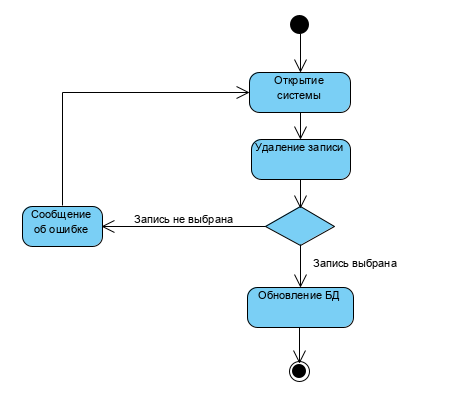 Открытие
системы
Удаление записи
Сообщение
об ошибке
Запись не выбрана
Запись выбрана
Обновление БД